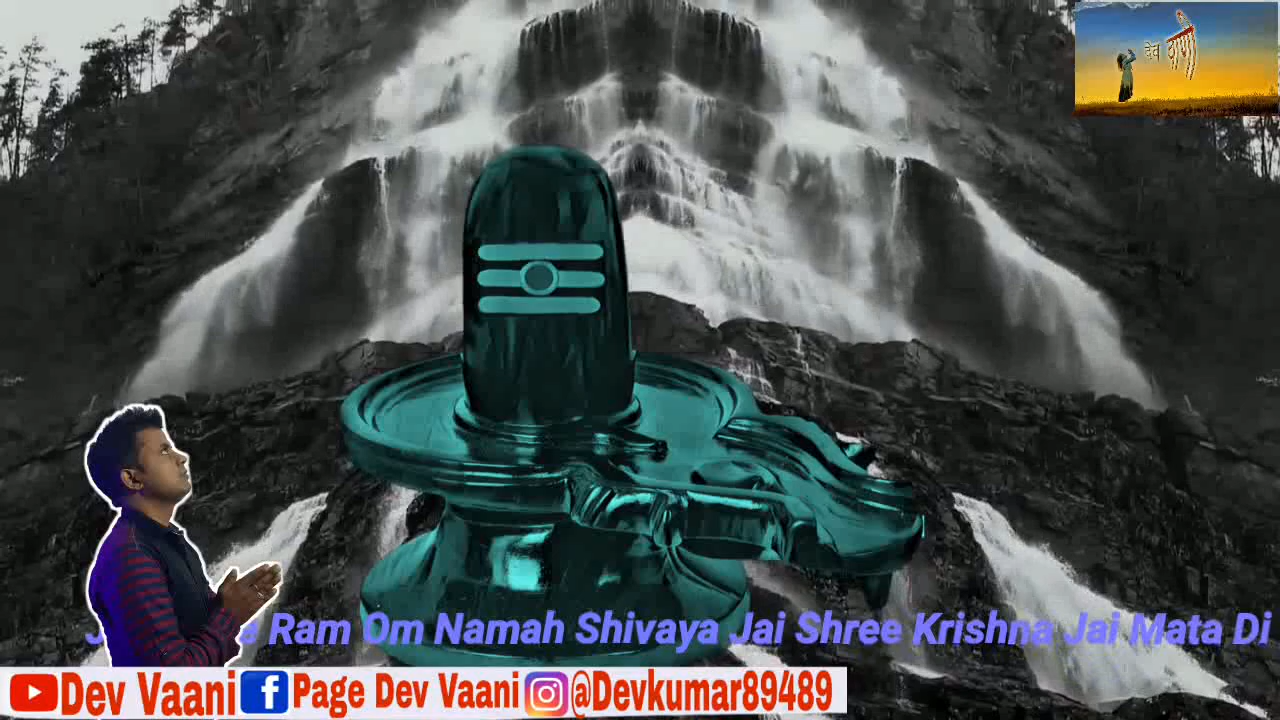 देव वाणी
Ram Om Namah Shivaya Jai Shree Krishna Jai Mata Di
Dev Vaani Page Dev Vaani @Devkumar89489